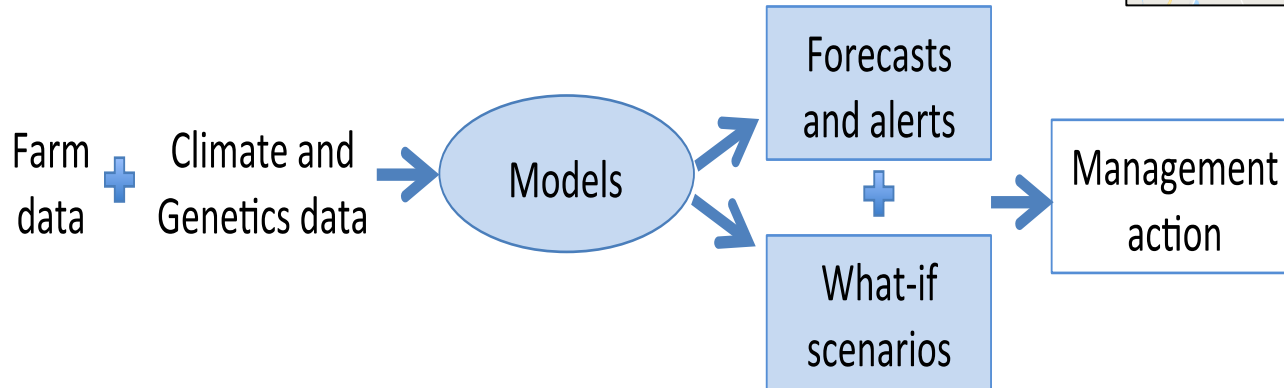 Farm
data
Climate and
Genetics data
Models
Forecasts
and alerts
What-if
scenarios
Management
action